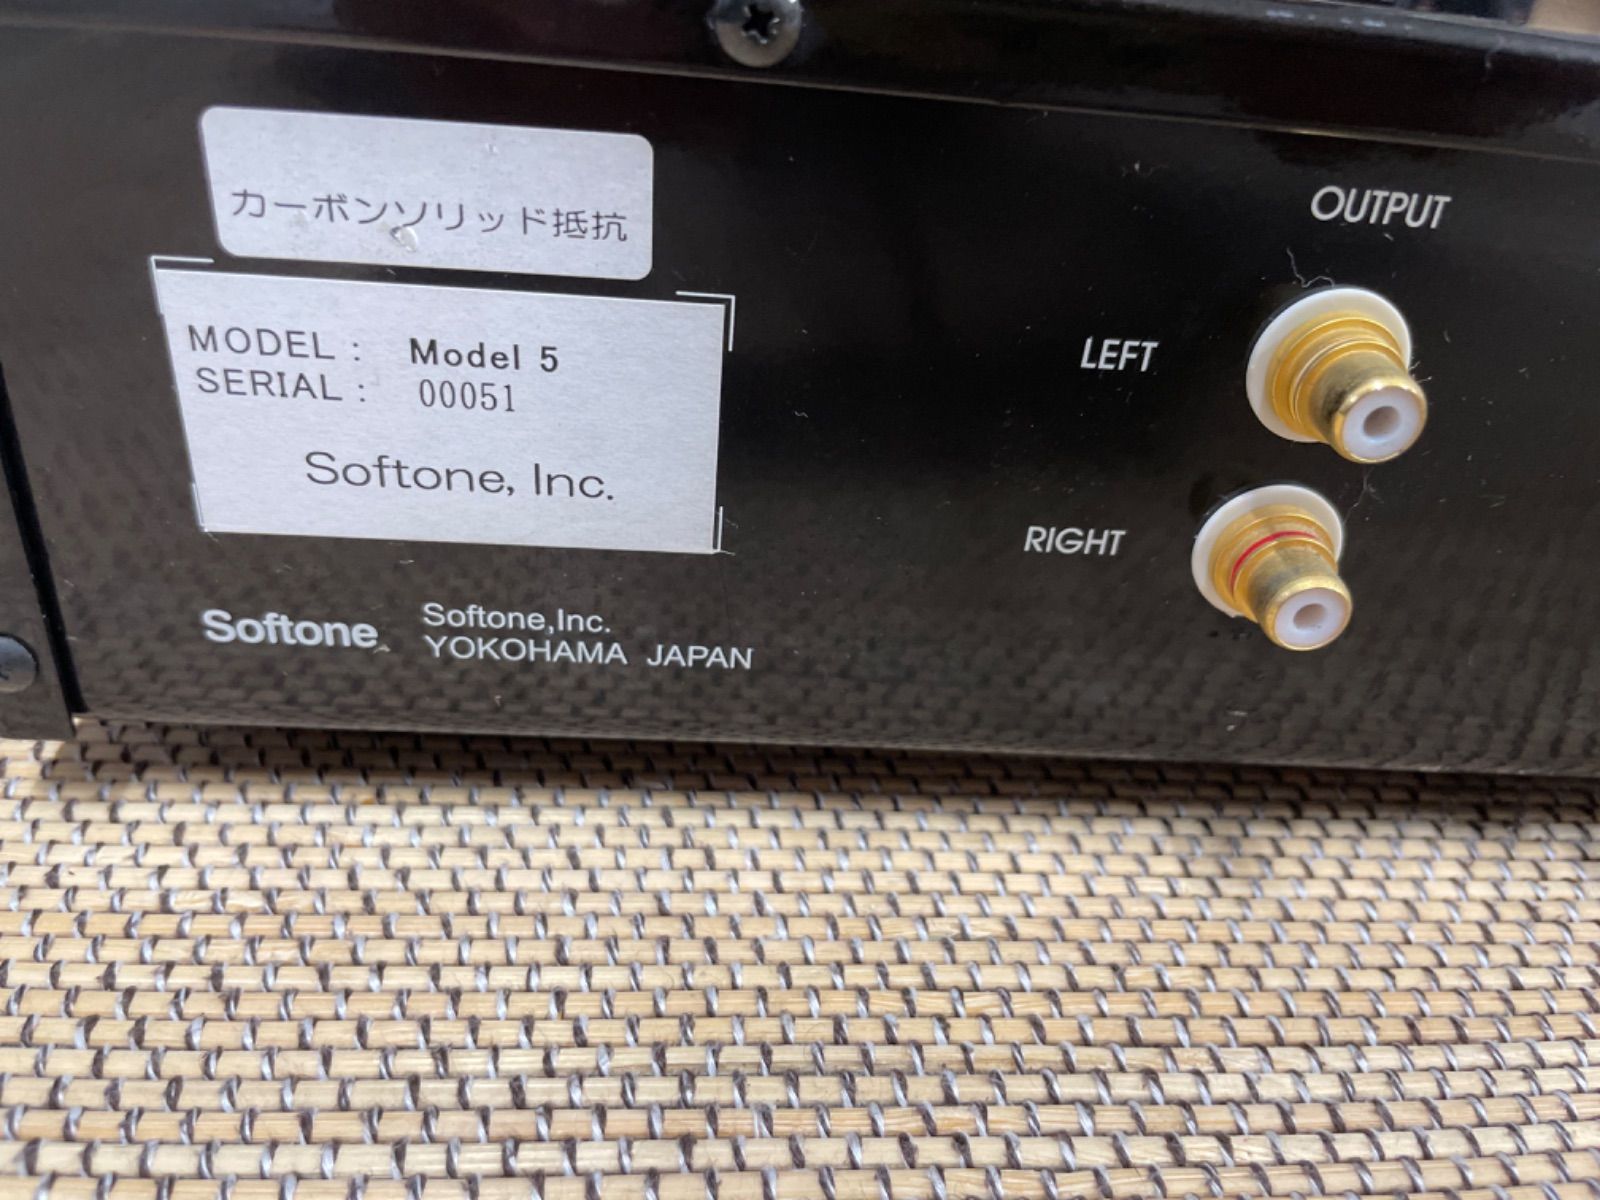 カーボンソリッド抵抗
MODEL : Model 5
SERIAL : 00051
Softone, Inc.
Softone
Softone,Inc.
YOKOHAMA JAPAN
OUTPUT
LEFT
RIGHT